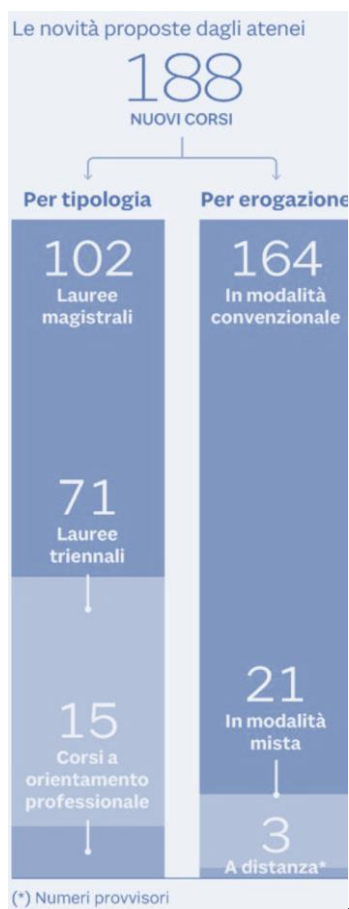 Le novità proposte dagli atenei
188
NUOVI CORSI
Per tipologia
102
Lauree
magistrali
71
Lauree
triennali
15
Corsi a
orientamento
professionale
Per erogazione
164
In modalità
convenzionale
21
In modalità
mista
3
A distanza*
(*) Numeri provvisori